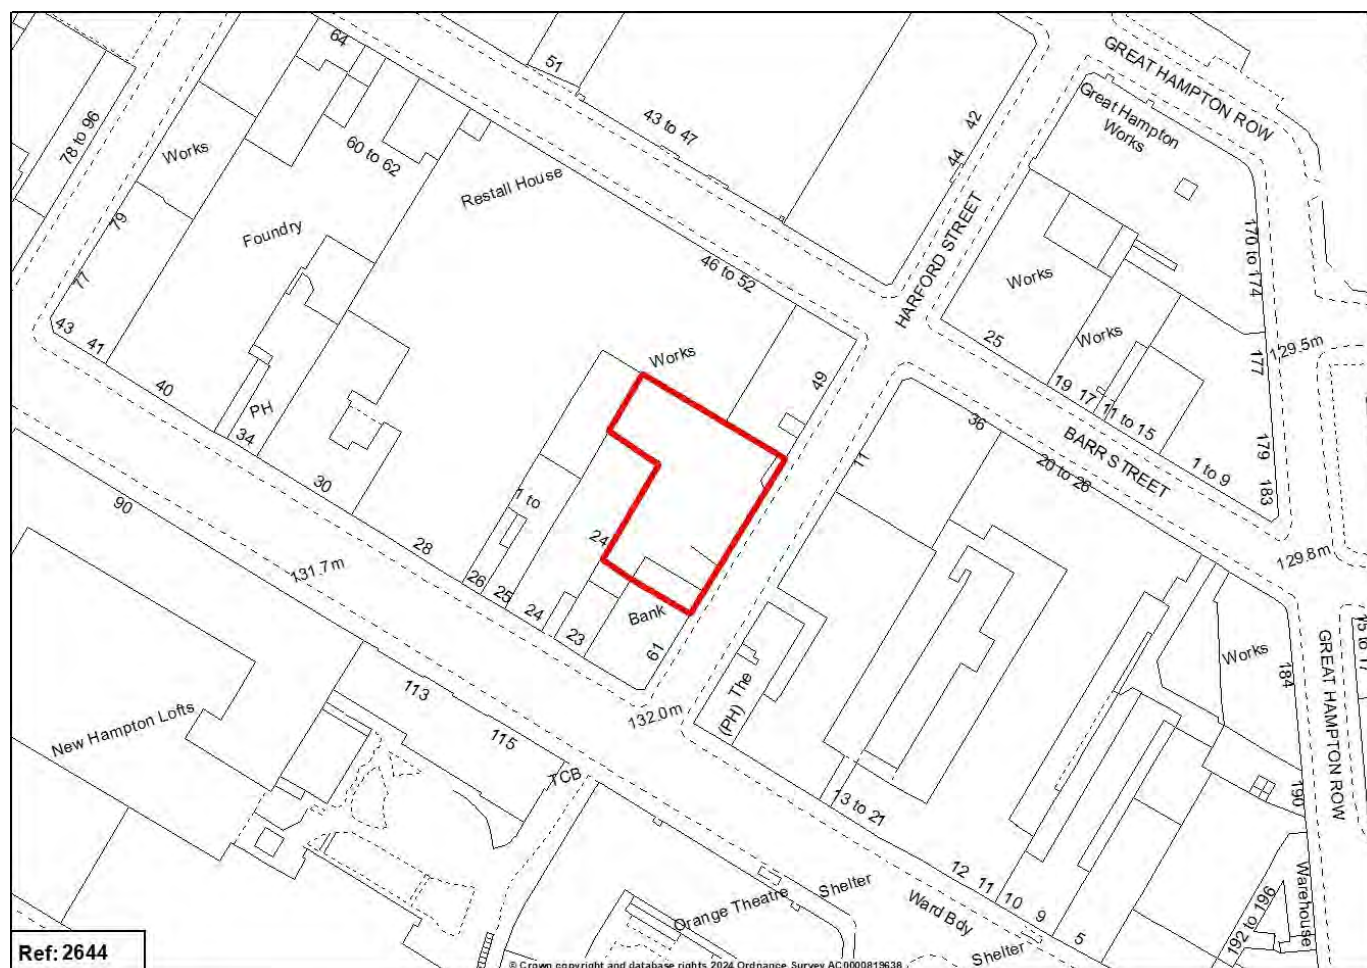 64
51
43 to 47
42
44
GREAT HAMPTON ROW
Great Hampton
Works
78 to 96
Works
60 to 62
Restall House
79
77
Foundry
46 to 52
HARFORD STREET
170 to 174
Works
Works
25
129.5m
177
43
41
40
PH
34
30
28
Works
49
19
17
11 to 15
1 to 9
BARR STREET
179
183
36
20 to 26
11
129.8m
90
131.7m
1 to
24
26
25
24
23
Bank
61
132.0m
(PH) The
Works
184
GREAT HAMPTON ROW
15 to 17
New Hampton Lofts
113
115
TCB
13 to 21
190
12
11
10
9
5
Orange Theatre
Shelter
Ward Bdy
Shelter
192 to 196
Warehouse
Ref: 2644
© Crown copyright and database rights 2024 Ordnance Survey AC0000819638